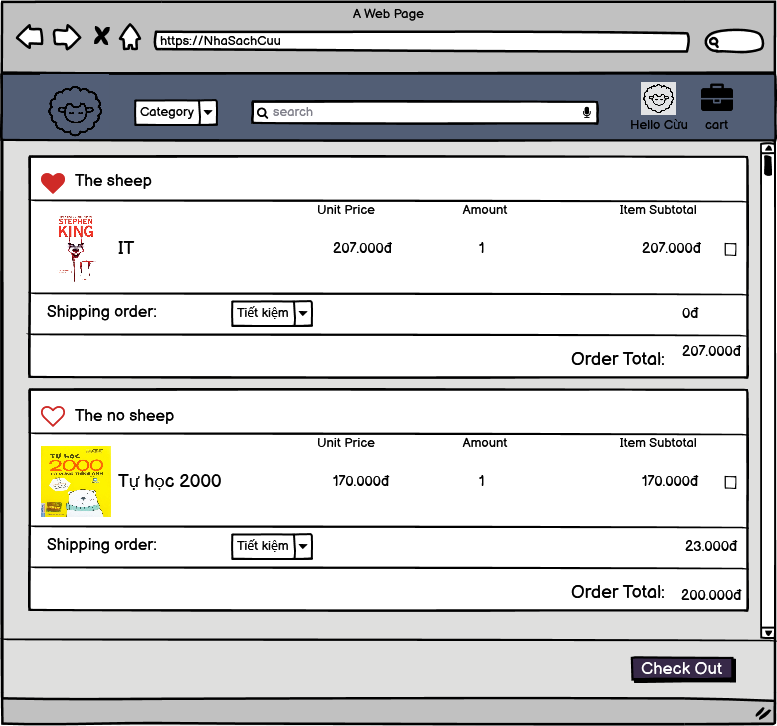 A Web Page
https://NhaSachCuu
Category
search
Hello Cừu
cart
The sheep
Unit Price Amount Item Subtotal
STEPHEN
KING
IT 207.000đ 1 207.000đ
Shipping order: Tiết kiệm 0đ
Order Total: 207.000đ
The no sheep
Unit Price Amount Item Subtotal
TỰ HỌC
2000
Tự học 2000 170.000đ 1 170.000đ
Shipping order: Tiết kiệm 23.000đ
Order Total: 200.000đ
Check Out